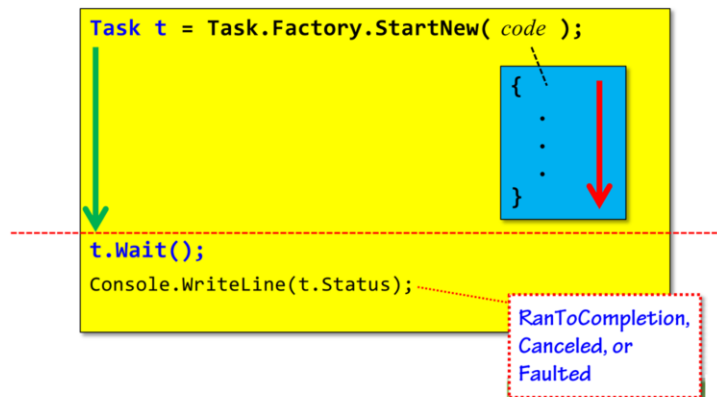 Task t = Task.Factory.StartNew( code );
{
.
.
.
}
t.Wait();
Console.WriteLine(t.Status);
RanToCompletion,
Canceled, or
Faulted